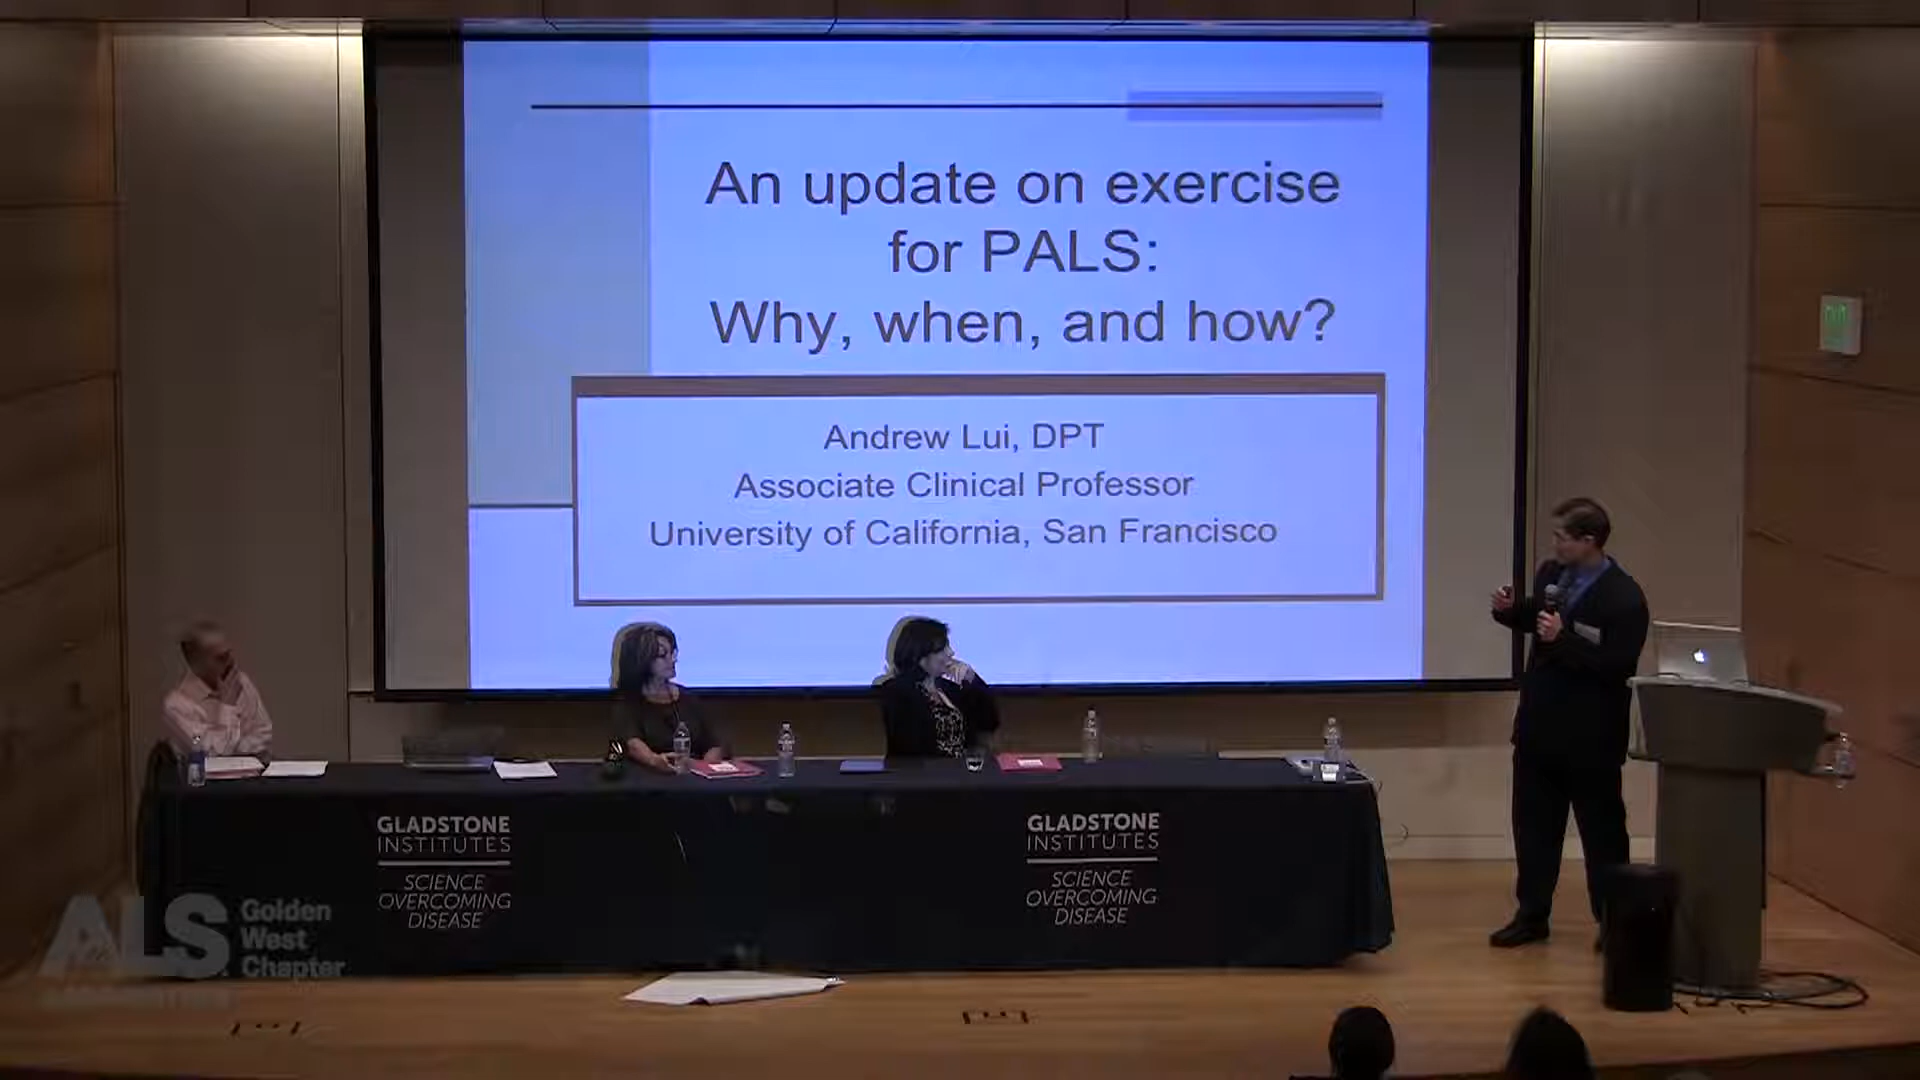 An update on exercise
for PALS:
Why, when, and how?
Andrew Lui, DPT
Associate Clinical Professor
University of California, San Francisco
GLADSTONE
INSTITUTES
SCIENCE
OVERCOMING
DISEASE
GLADSTONE
INSTITUTES
SCIENCE
OVERCOMING
DISEASE
ALS
Golden
West
Chapter